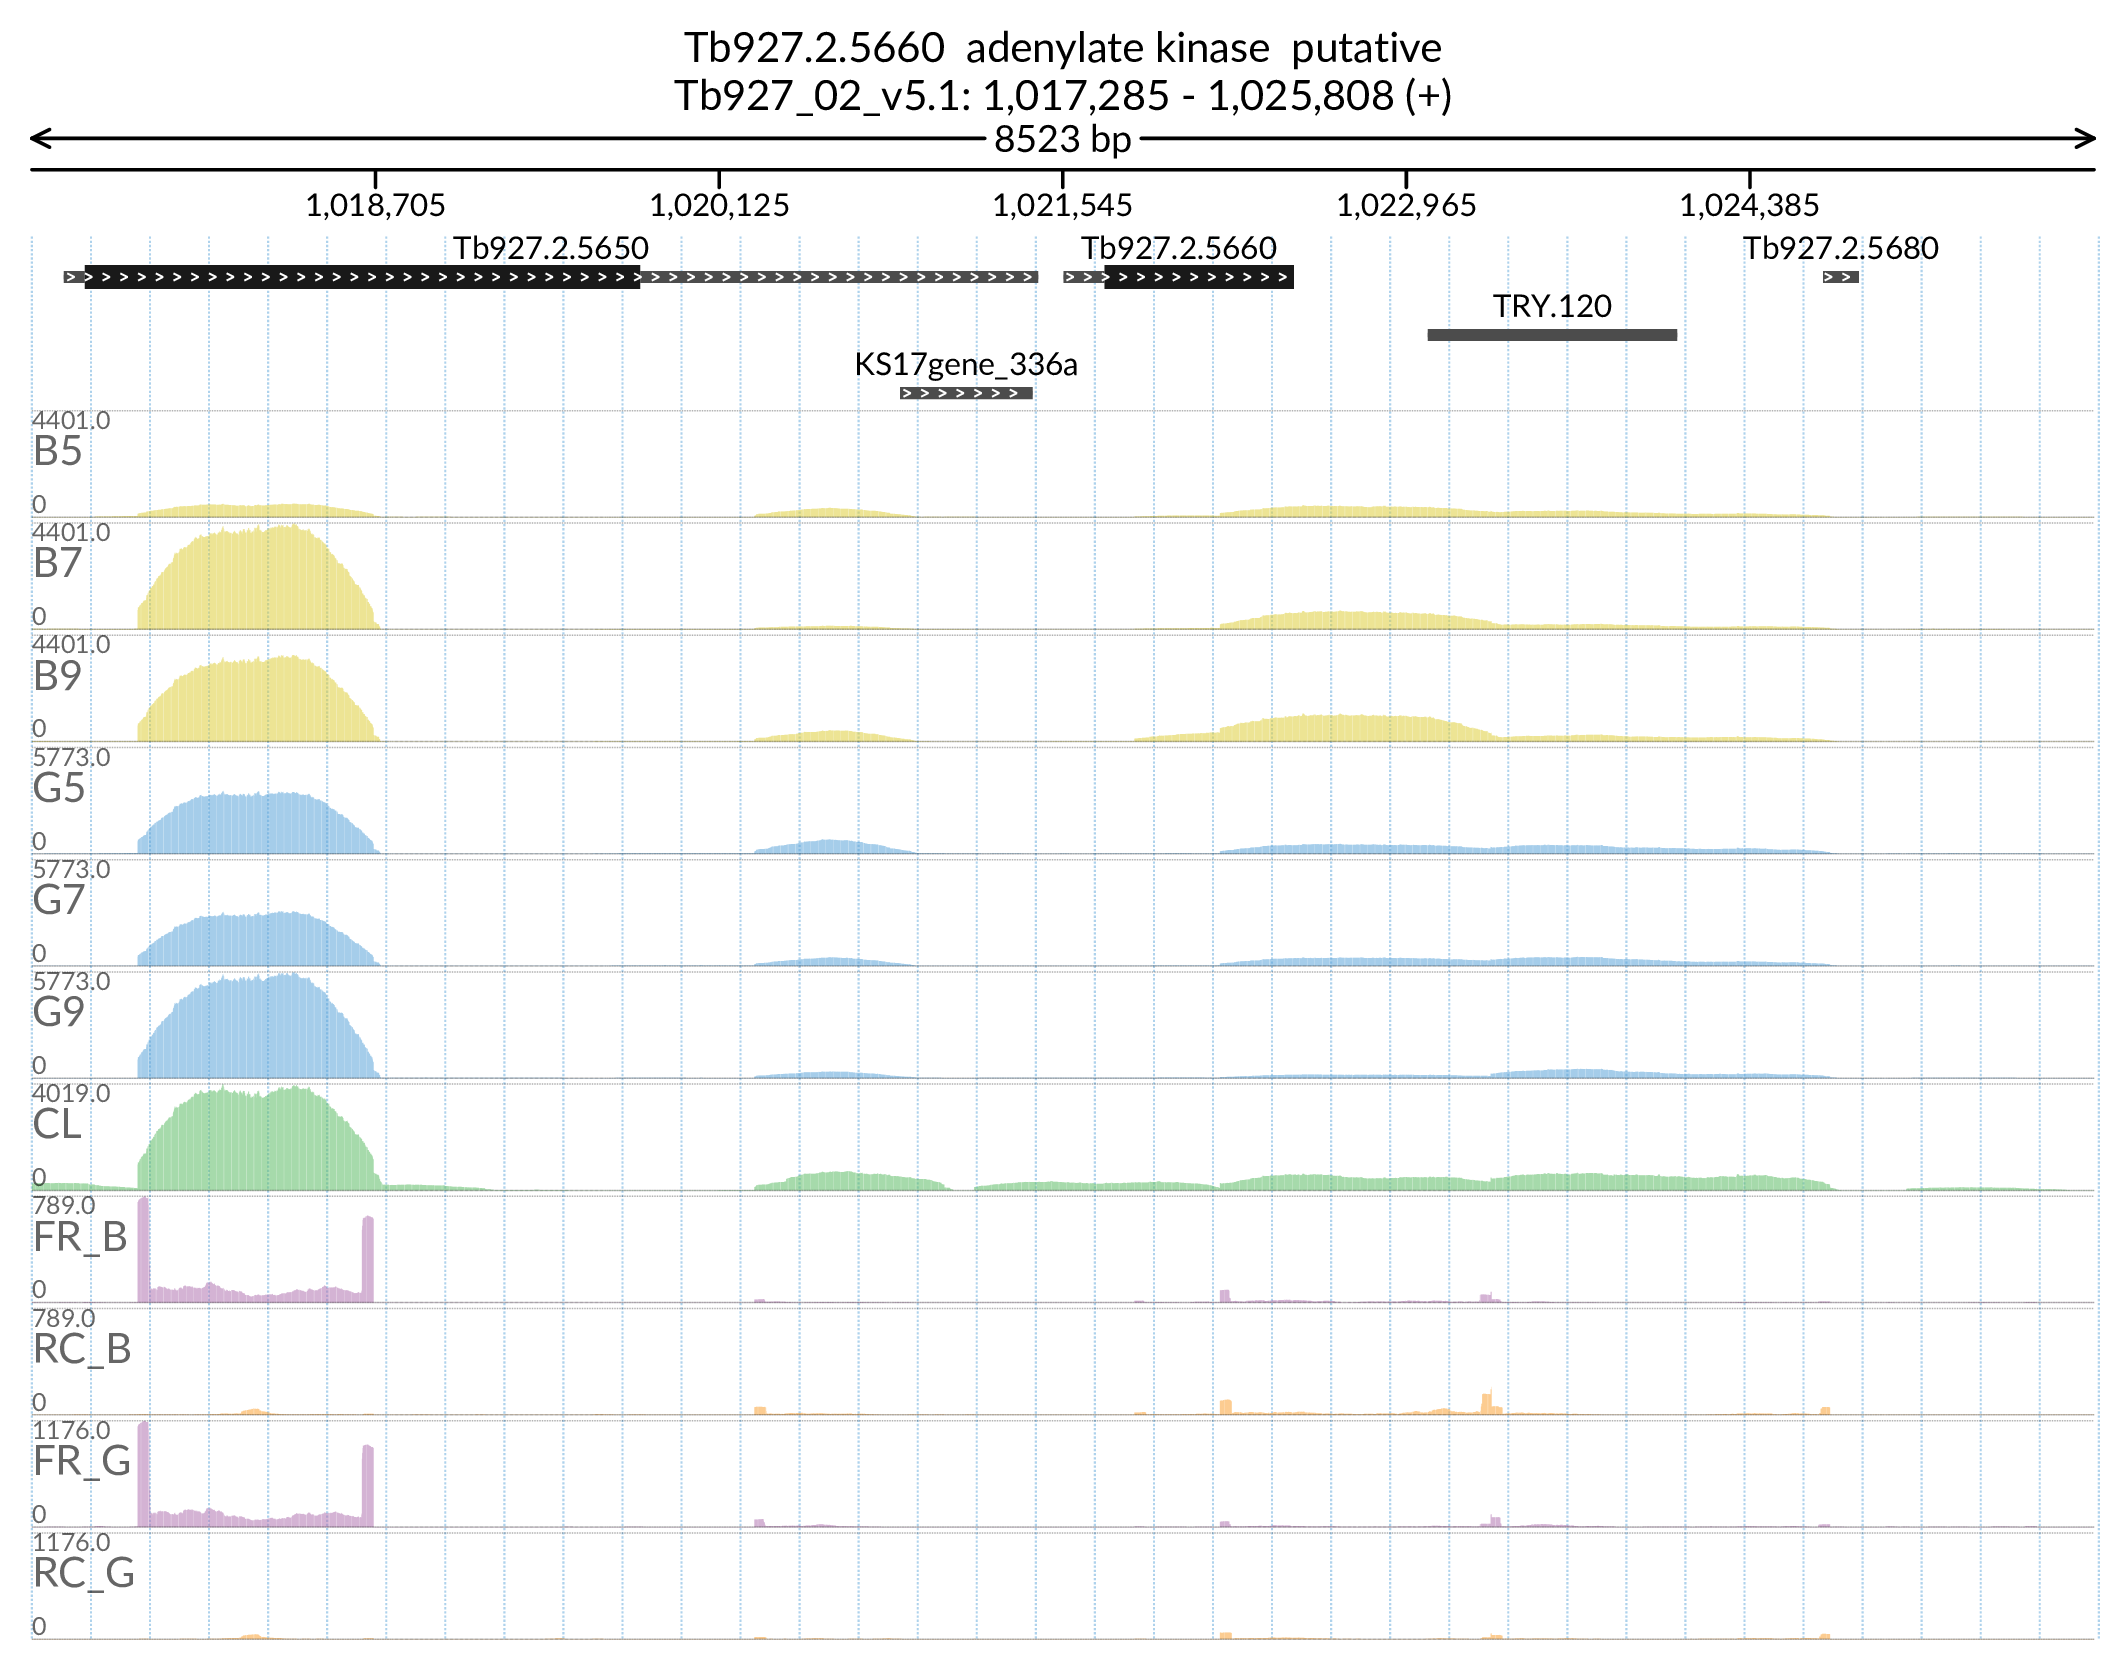 Tb927.2.5660 adenylate kinase putative
Tb927_02_v5.1: 1,017,285 - 1,025,808 (+)
8523 bp
1,018,705 1,020,125 1,021,545 1,022,965 1,024,385
Tb927.2.5650 Tb927.2.5660 Tb927.2.5680
TRY.120
KS17gene_336a
4401.0
B5
0
4401.0
B7
0
4401.0
B9
0
5773.0
G5
0
5773.0
G7
0
5773.0
G9
0
4019.0
CL
0
789.0
FR_B
0
789.0
RC_B
0
1176.0
FR_G
0
1176.0
RC_G
0